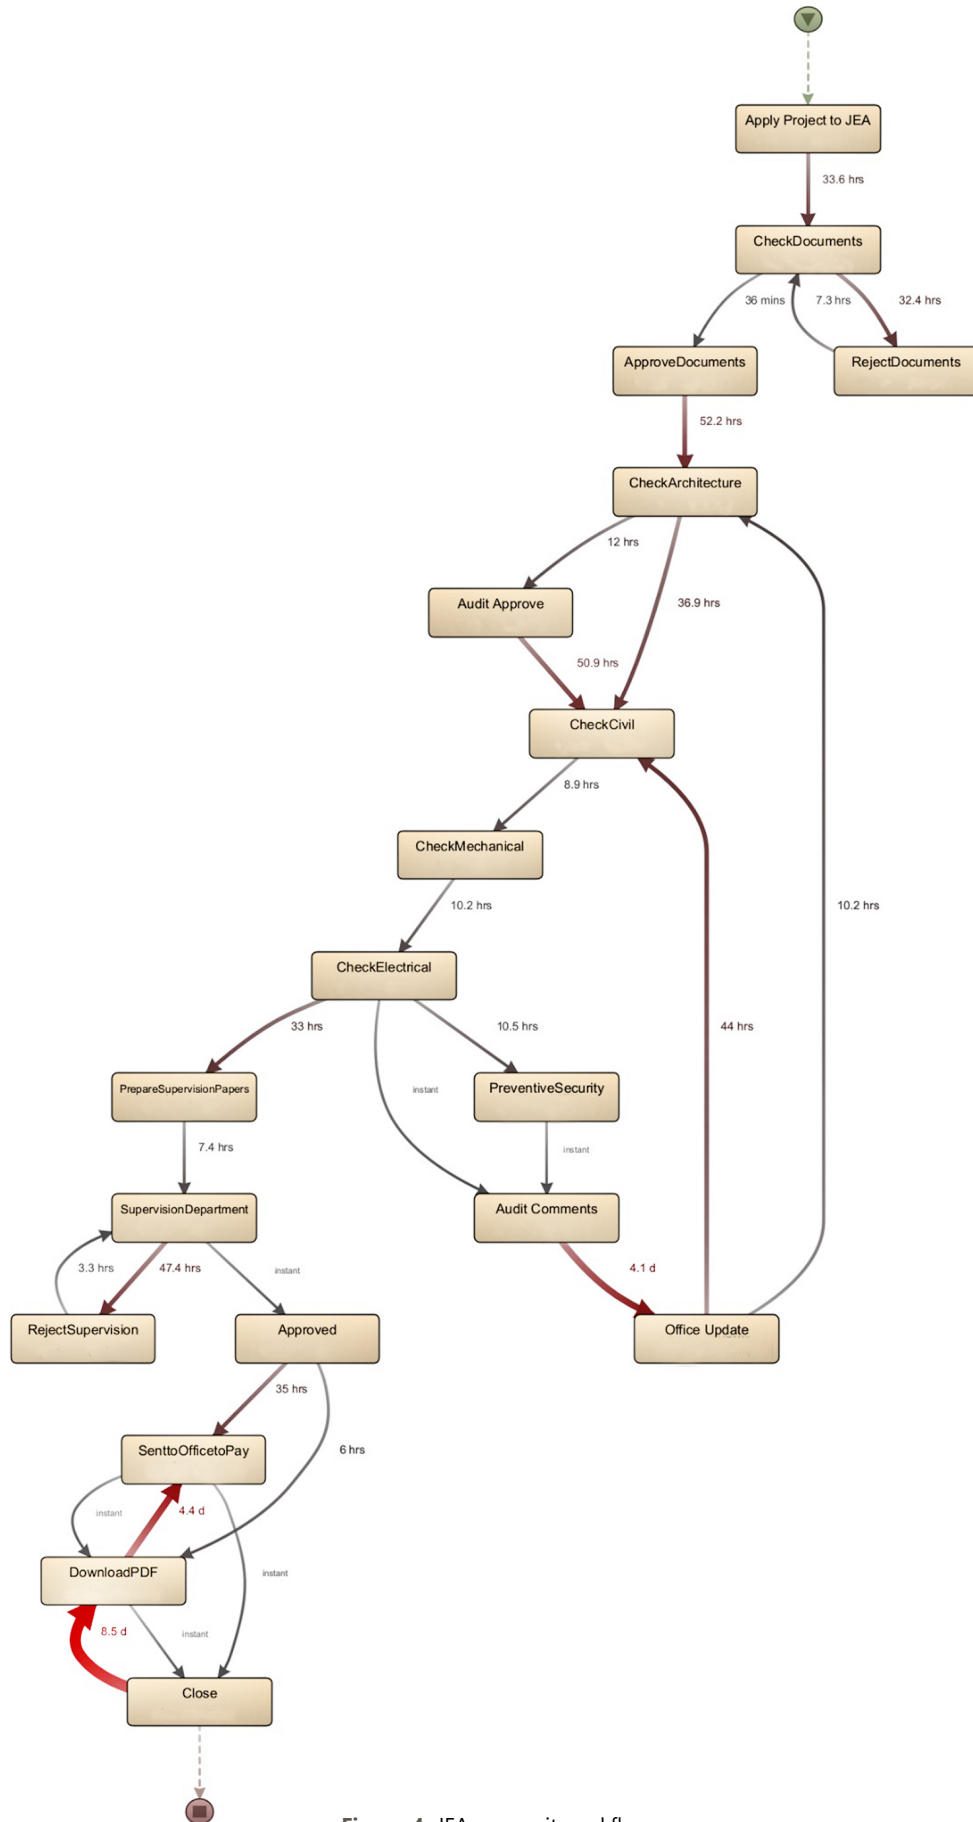 Apply Project to JEA
33.6 hrs
CheckDocuments
36 mins
7.3 hrs
32.4 hrs
ApproveDocuments
RejectDocuments
52.2 hrs
CheckArchitecture
12 hrs
Audit Approve
36.9 hrs
50.9 hrs
CheckCivil
8.9 hrs
CheckMechanical
10.2 hrs
10.2 hrs
CheckElectrical
33 hrs
10.5 hrs
44 hrs
PrepareSupervisionPapers
instant
PreventiveSecurity
7.4 hrs
instant
SupervisionDepartment
Audit Comments
3.3 hrs
47.4 hrs
instant
4.1 d
RejectSupervision
Approved
Office Update
35 hrs
SenttoOfficetoPay
6 hrs
instant
4.4 d
DownloadPDF
instant
8.5 d
instant
Close